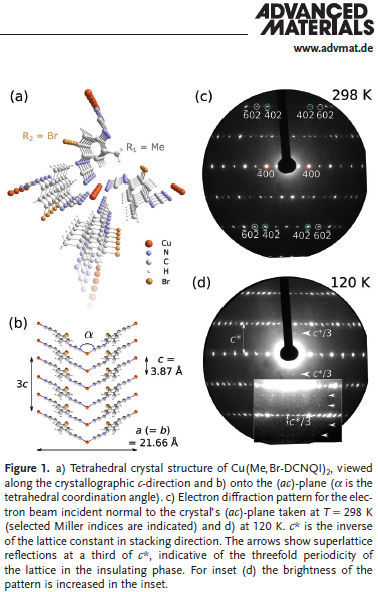 ADVANCED
MATERIALS
www.advmat.de
(a)
R₂ = Br
R₁ = Me
Cu
N
C
H
Br
(b)
α
3c
c =
3.87 Å
a (= b)
= 21.66 Å
(c)
298 K
602 402
402 602
400
400
602 402
402 602
(d)
120 K
c*
c*/3
c*/3
c*/3
Figure 1. a) Tetrahedral crystal structure of Cu(Me,Br-DCNQI)₂, viewed
along the crystallographic c-direction and b) onto the (ac)-plane (α is the
tetrahedral coordination angle). c) Electron diffraction pattern for the elec-
tron beam incident normal to the crystal's (ac)-plane taken at T = 298 K
(selected Miller indices are indicated) and d) at 120 K. c* is the inverse
of the lattice constant in stacking direction. The arrows show superlattice
reflections at a third of c*, indicative of the threefold periodicity of
the lattice in the insulating phase. For inset (d) the brightness of the
pattern is increased in the inset.